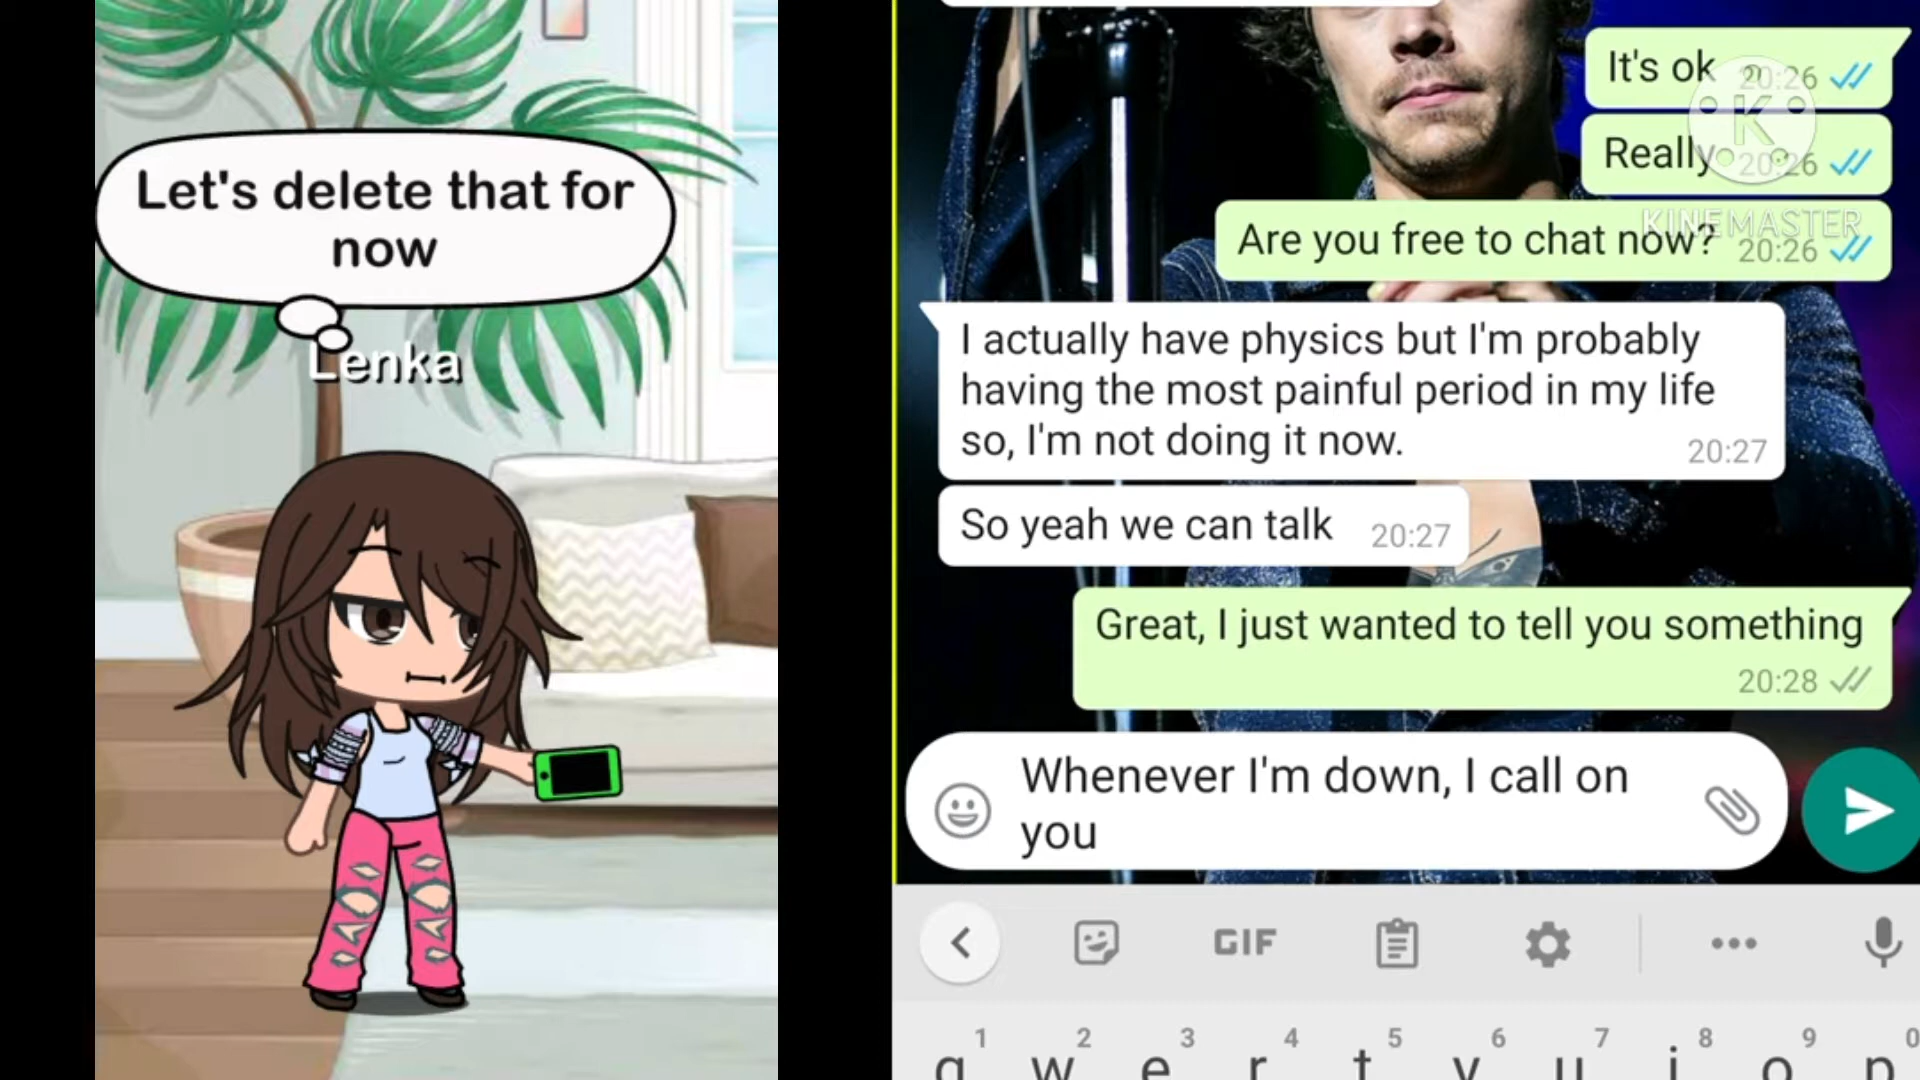 Let's delete that for
now
Lenka
It's ok 20:26
Really 20:26
Are you free to chat now? 20:26
KINEMASTER
K
I actually have physics but I'm probably
having the most painful period in my life
so, I'm not doing it now. 20:27
So yeah we can talk 20:27
Great, I just wanted to tell you something
20:28
Whenever I'm down, I call on
you
GIF
1 2 3 4 5 6 7 8 9 0
q w e r t y u i o p